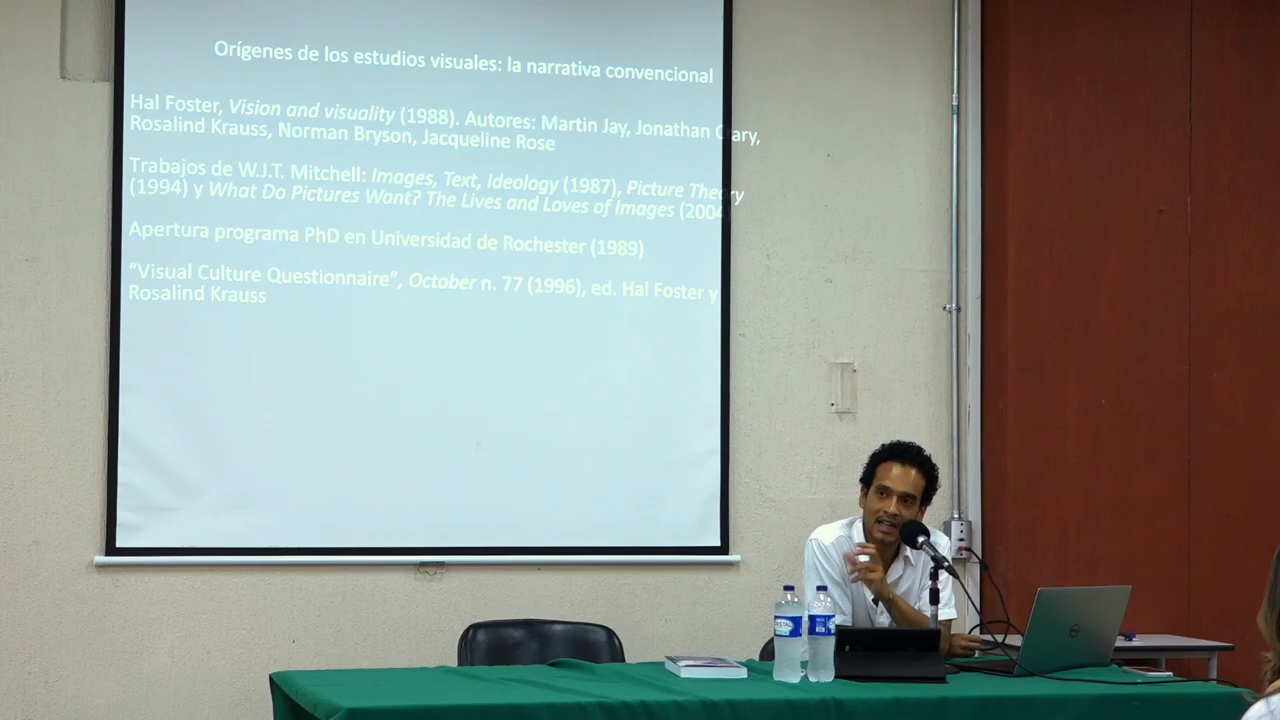 Orígenes de los estudios visuales: la narrativa convencional
Hal Foster, Vision and visuality (1988). Autores: Martin Jay, Jonathan Crary,
Rosalind Krauss, Norman Bryson, Jacqueline Rose
Trabajos de W.J.T. Mitchell: Images, Text, Ideology (1987), Picture Theory
(1994) y What Do Pictures Want? The Lives and Loves of Images (2004
Apertura programa PhD en Universidad de Rochester (1989)
“Visual Culture Questionnaire”, October n. 77 (1996), ed. Hal Foster y
Rosalind Krauss
DELL